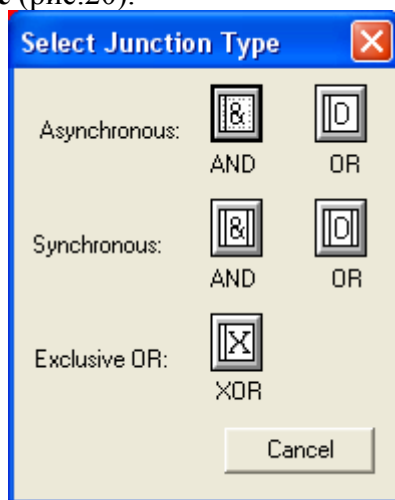 с (рис.20).
Select Junction Type
Asynchronous:
&
O
AND
OR
Synchronous:
&
O
AND
OR
Exclusive OR:
X
XOR
Cancel